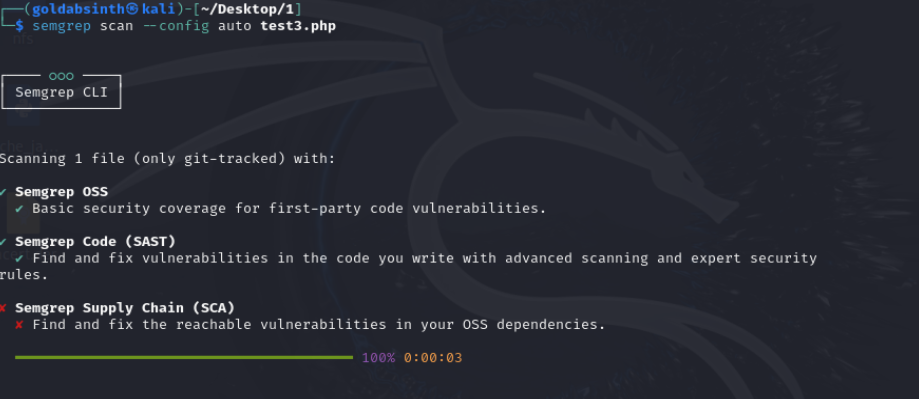 ┌──(goldabsinth㉿kali)-[~/Desktop/1]
└─$ semgrep scan --config auto test3.php
┌──── ○○○ ────┐
│ Semgrep CLI │
└─────────────┘
Scanning 1 file (only git-tracked) with:
✔ Semgrep OSS
✔ Basic security coverage for first-party code vulnerabilities.
✔ Semgrep Code (SAST)
✔ Find and fix vulnerabilities in the code you write with advanced scanning and expert security
rules.
✘ Semgrep Supply Chain (SCA)
✘ Find and fix the reachable vulnerabilities in your OSS dependencies.
100% 0:00:03